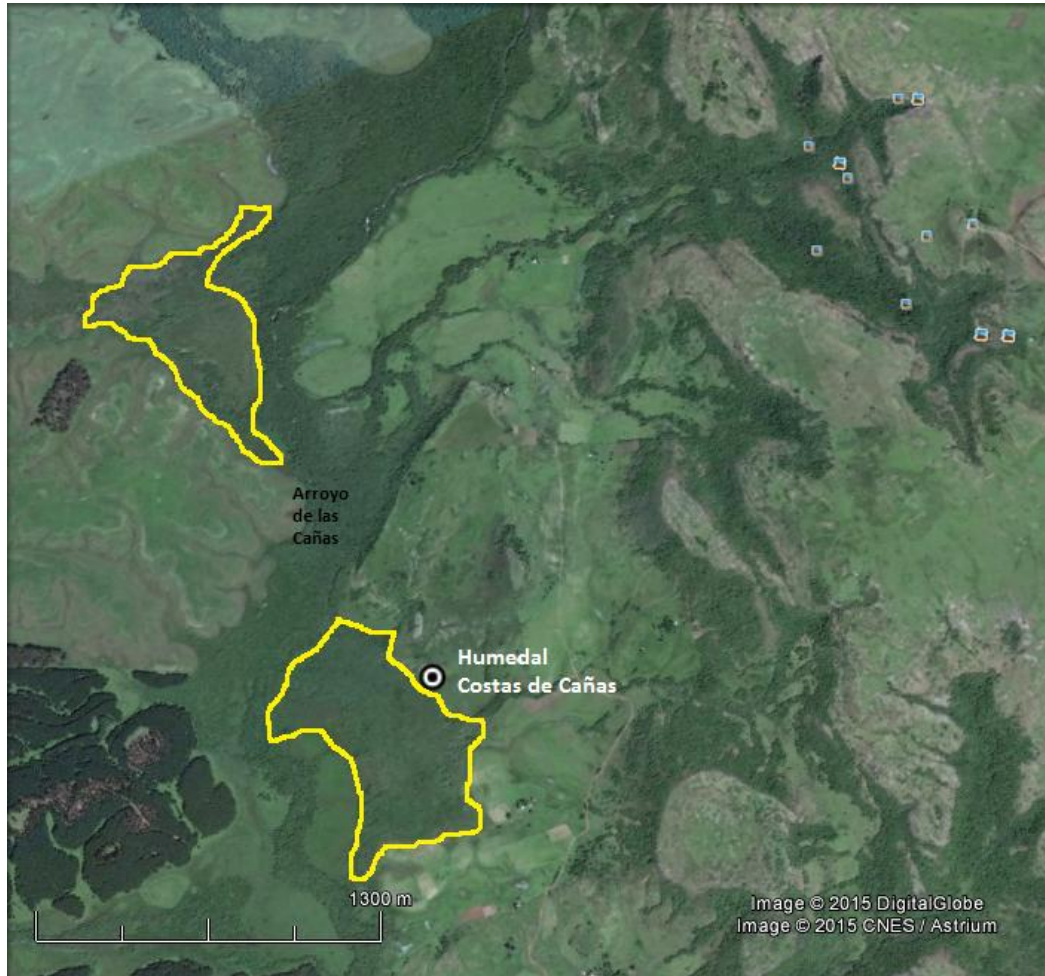 Arroyo
de las
Cañas
Humedal
Costas de Cañas
1300 m
Image © 2015 DigitalGlobe
Image © 2015 CNES / Astrium